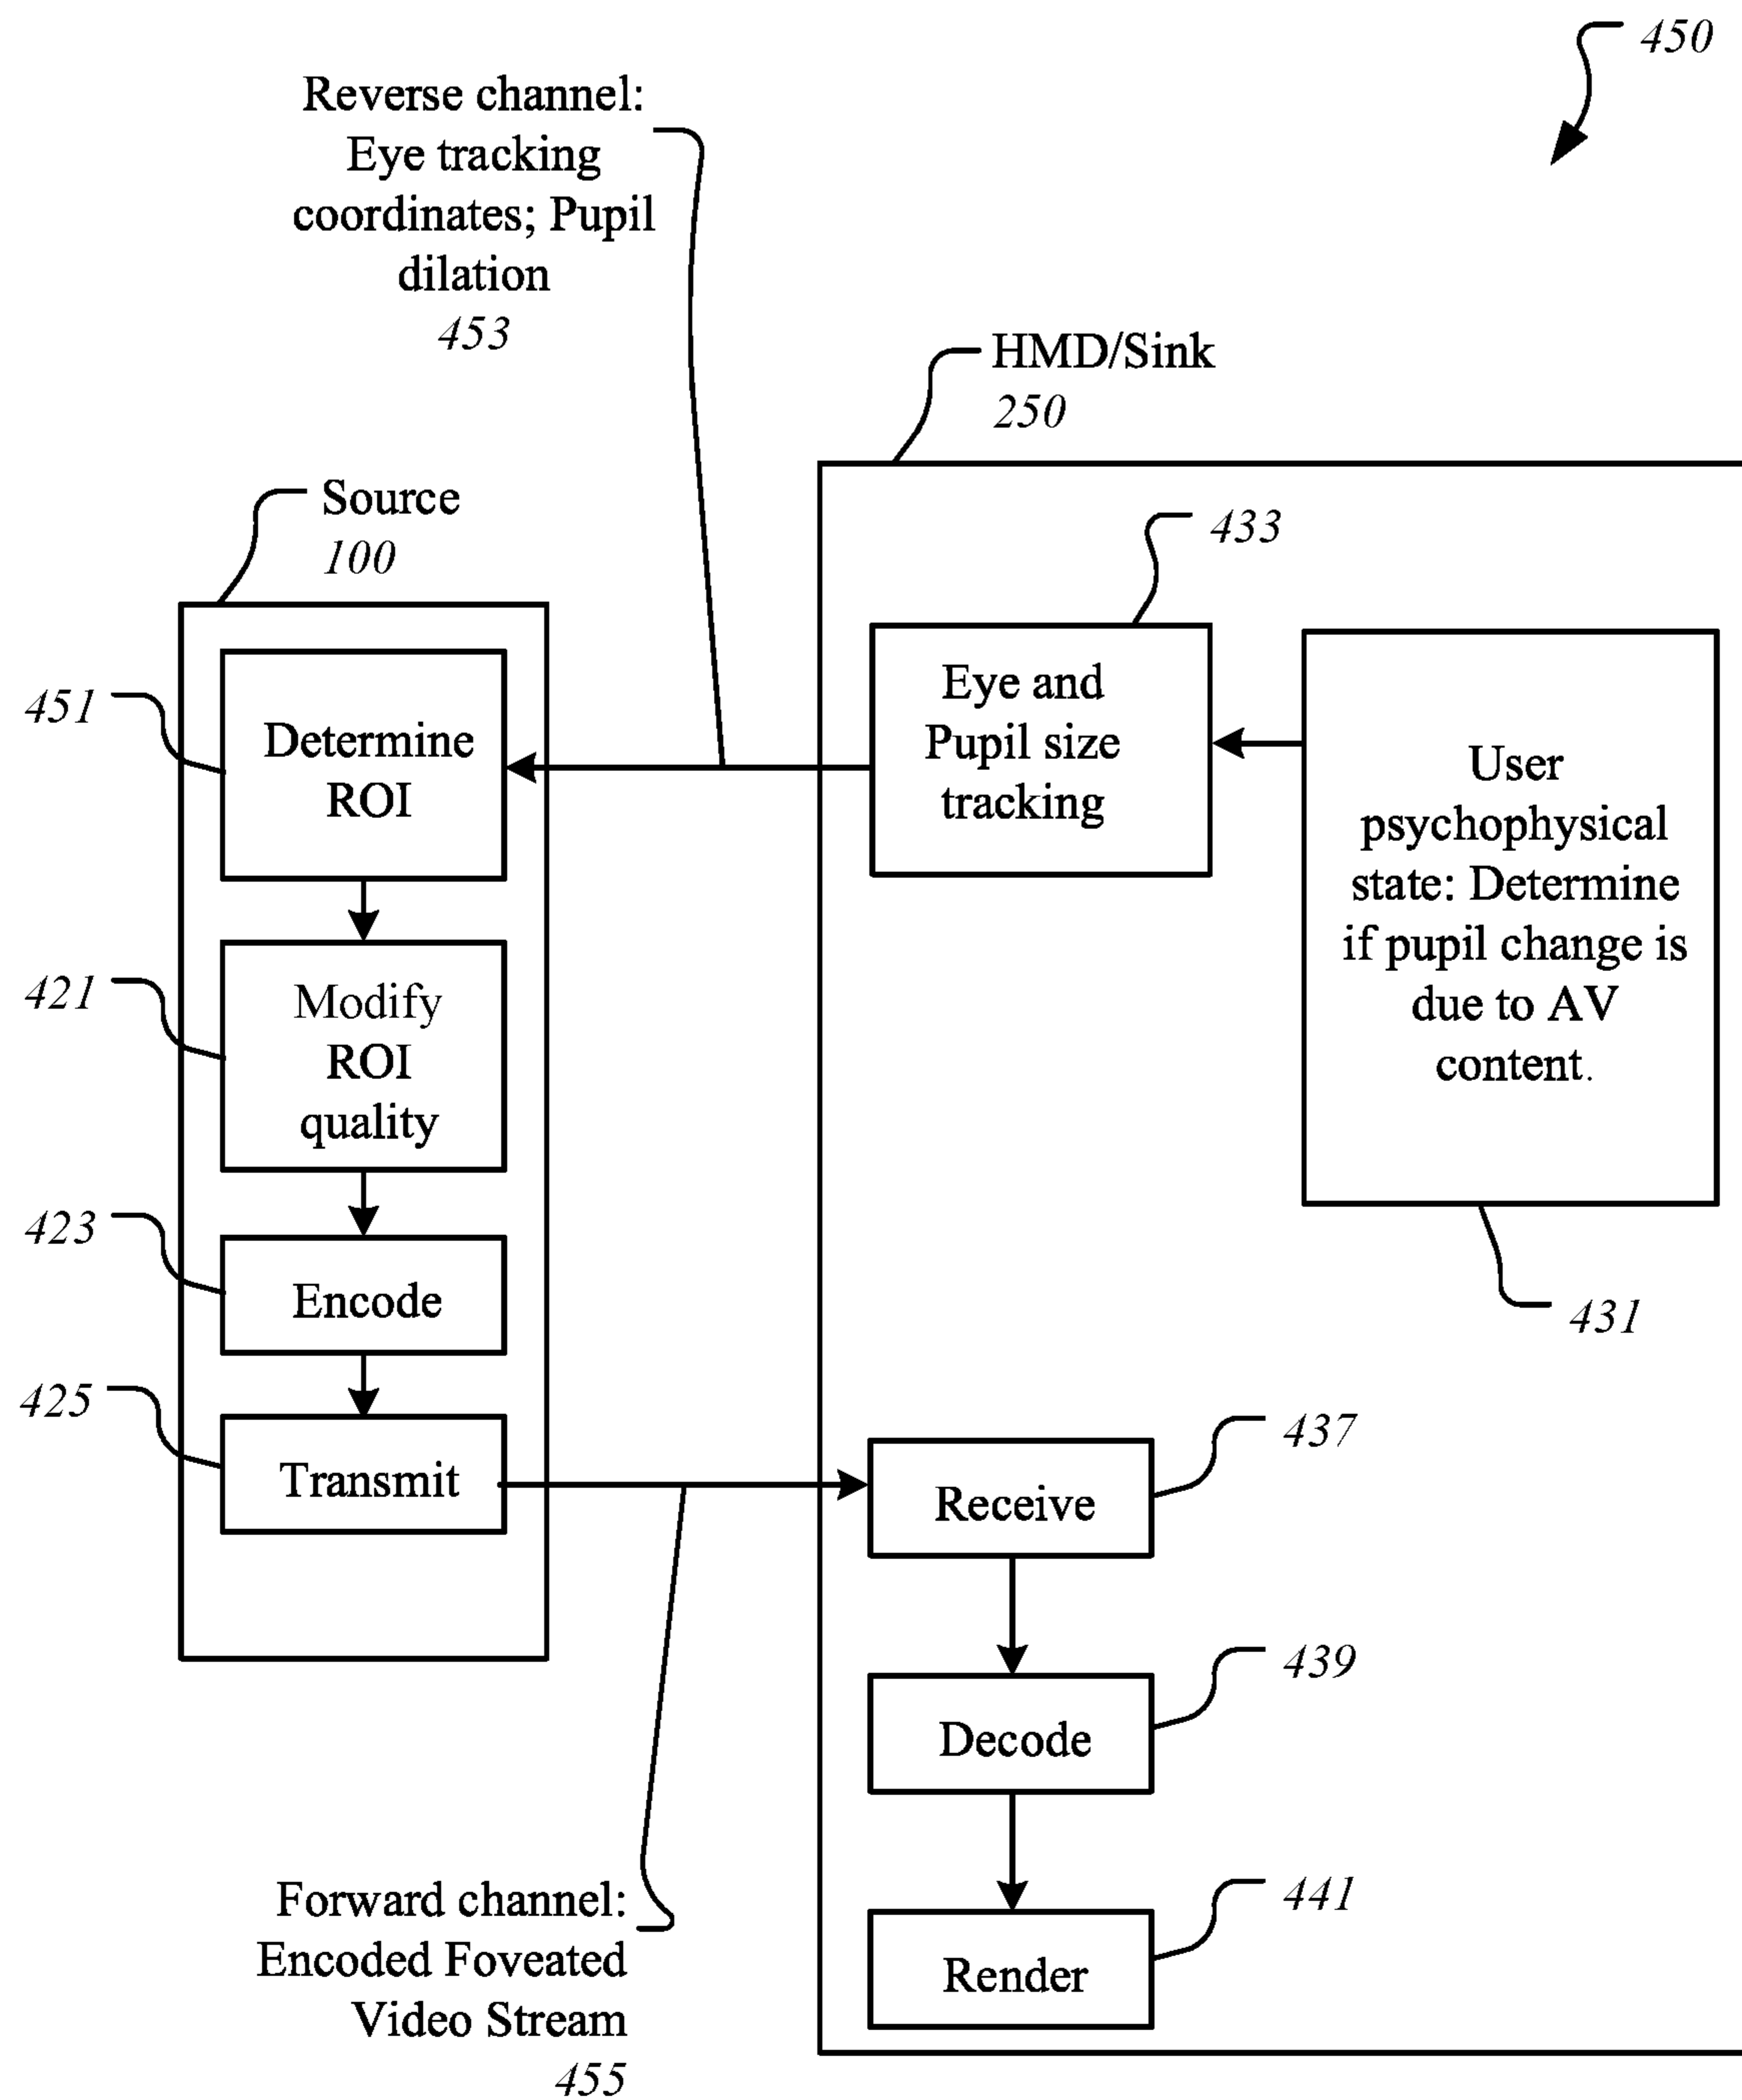 450
Reverse channel:
Eye tracking
coordinates; Pupil
dilation
453
HMD/Sink
250
Source
100
433
451
Determine
ROI
Eye and
Pupil size
tracking
User
psychophysical
state: Determine
if pupil change is
due to AV
content.
421
Modify
ROI
quality
423
Encode
431
425
Transmit
437
Receive
439
Decode
441
Render
Forward channel:
Encoded Foveated
Video Stream
455